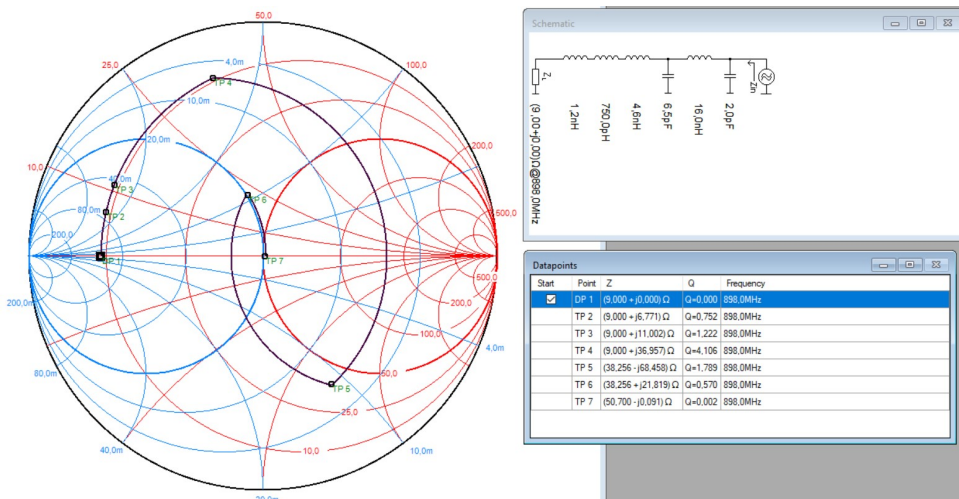 50,0
25,0
4,0m
100,0
TP 4
10,0m
20,0m
200,0
10,0
40,0m
TP 3
TP 6
80,0m
TP 2
500,0
200,0
DP 1
TP 7
500,0
200,0m
200,0
100,0
4,0m
80,0m
50,0
TP 5
25,0
40,0m
10,0
10,0m
20,0m
Schematic
ZL
Zin
(9,00+j0,00)Ω@898,0MHz
1,2nH
750,0pH
4,6nH
6,5pF
16,0nH
2,0pF
Datapoints
Start Point Z Q Frequency
DP 1 (9,000 + j0,000) Ω Q=0,000 898,0MHz
TP 2 (9,000 + j6,771) Ω Q=0,752 898,0MHz
TP 3 (9,000 + j11,002) Ω Q=1,222 898,0MHz
TP 4 (9,000 + j36,957) Ω Q=4,106 898,0MHz
TP 5 (38,256 - j68,458) Ω Q=1,789 898,0MHz
TP 6 (38,256 + j21,819) Ω Q=0,570 898,0MHz
TP 7 (50,700 - j0,091) Ω Q=0,002 898,0MHz